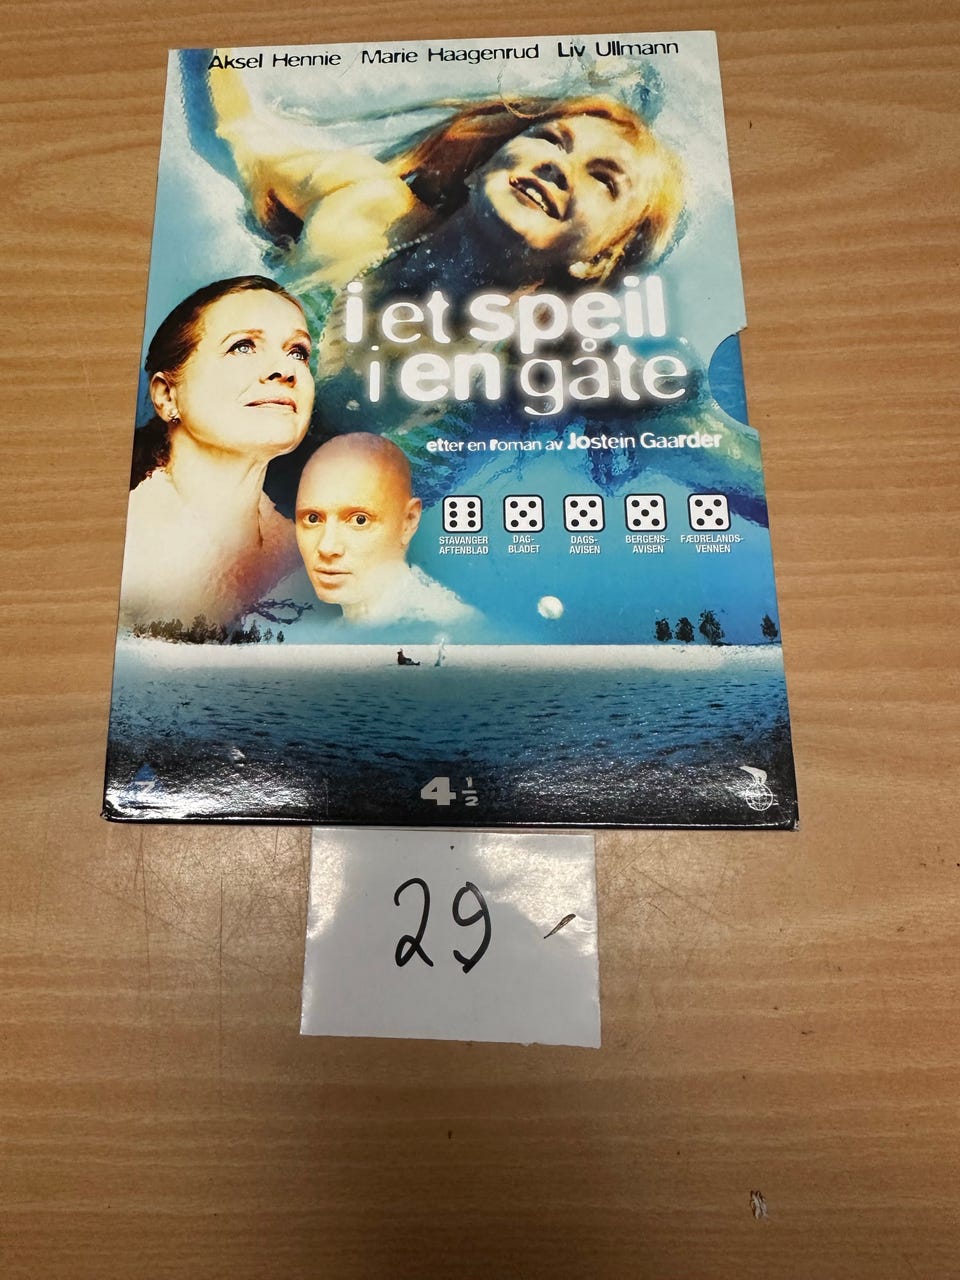 Aksel Hennie Marie Haagenrud Liv Ullmann
i et speil
i en gåte
etter en roman av Jostein Gaarder
STAVANGER AFTENBLAD
DAG-BLADET
DAGS-AVISEN
BERGENS-AVISEN
FÆDRELANDS-VENNEN
4 1/2
29 -